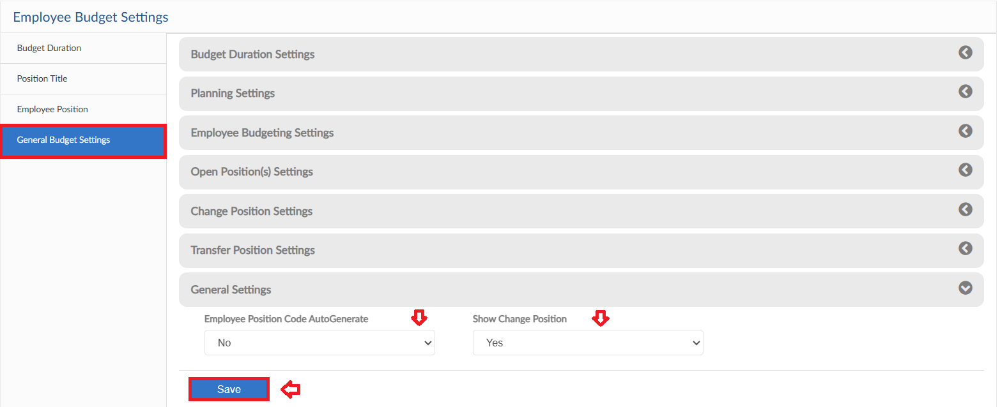 Employee Budget Settings
Budget Duration
Position Title
Employee Position
General Budget Settings
Budget Duration Settings
Planning Settings
Employee Budgeting Settings
Open Position(s) Settings
Change Position Settings
Transfer Position Settings
General Settings
Employee Position Code AutoGenerate
No
Show Change Position
Yes
Save